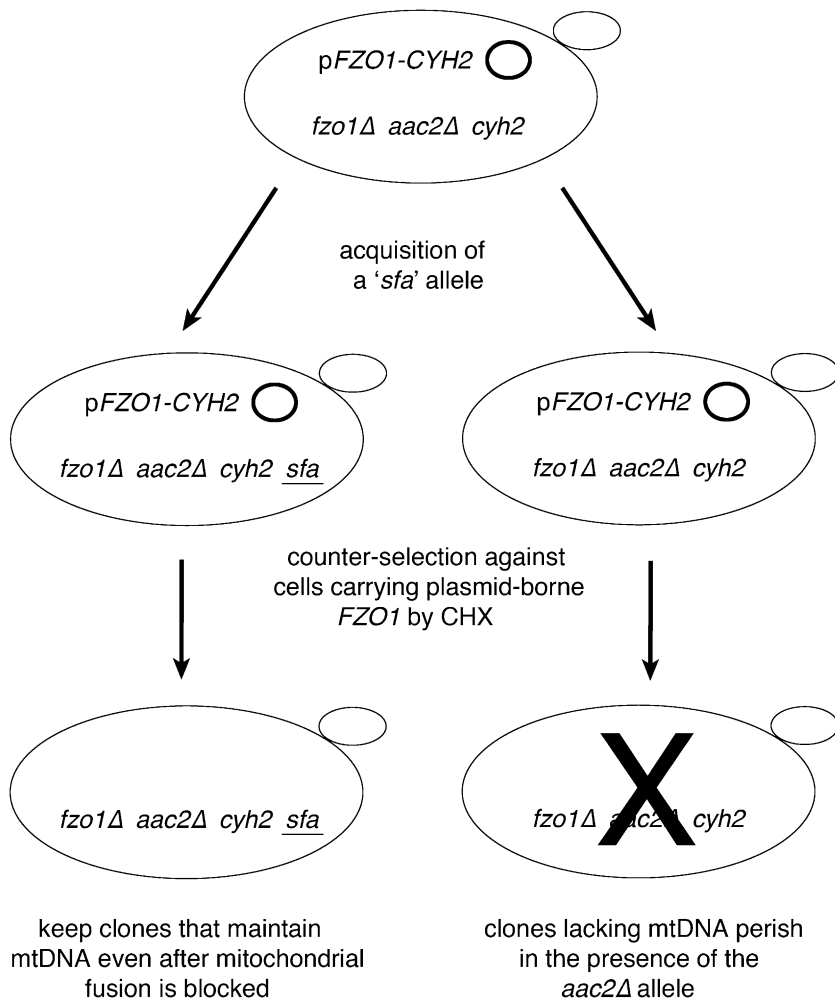 pFZO1-CYH2
fzo1Δ aac2Δ cyh2
acquisition of
a ‘sfa’ allele
pFZO1-CYH2
fzo1Δ aac2Δ cyh2 sfa
pFZO1-CYH2
fzo1Δ aac2Δ cyh2
counter-selection against
cells carrying plasmid-borne
FZO1 by CHX
fzo1Δ aac2Δ cyh2 sfa
fzo1Δ aac2Δ cyh2
X
keep clones that maintain
mtDNA even after mitochondrial
fusion is blocked
clones lacking mtDNA perish
in the presence of the
aac2Δ allele